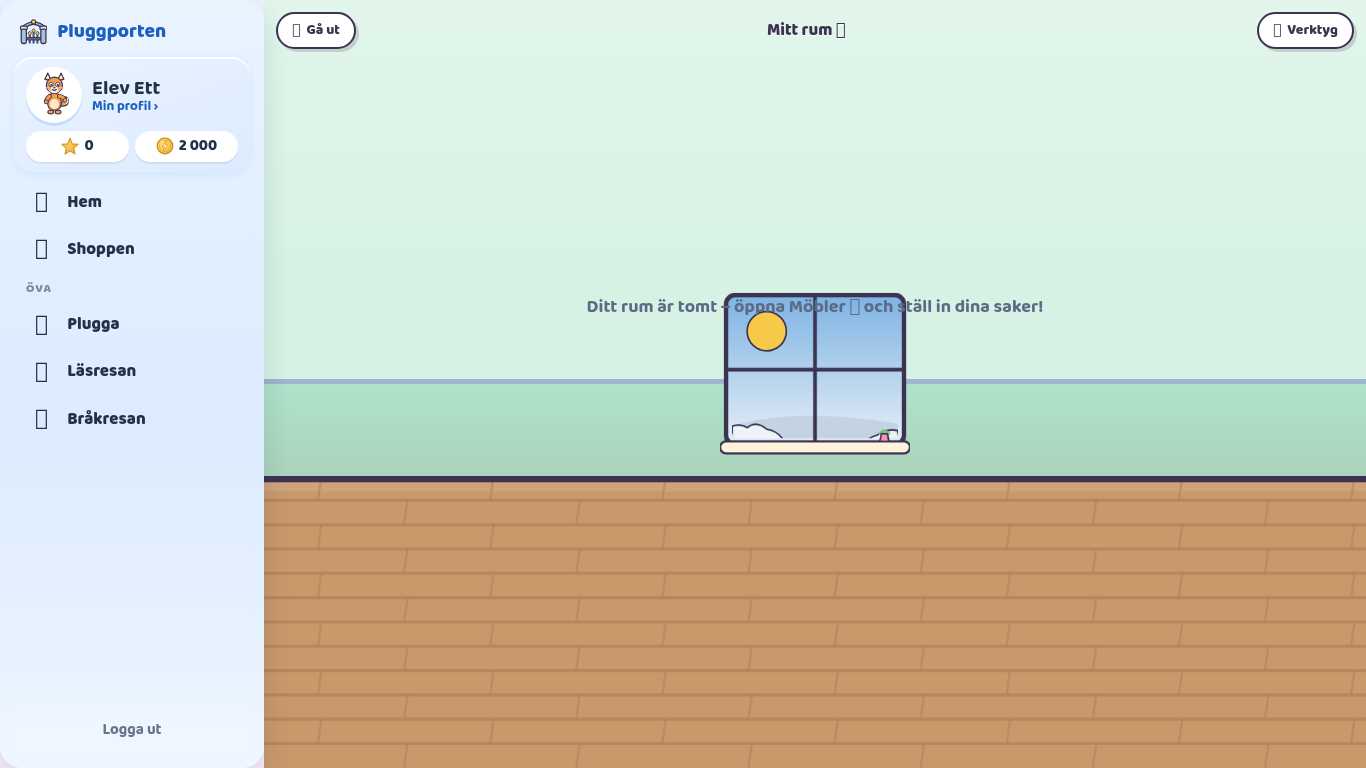 Pluggporten
Elev Ett
Min profil ›
0
2 000
Hem
Shoppen
ÖVA
Plugga
Läsresan
Bråkresan
Logga ut
Gå ut
Mitt rum
Verktyg
Ditt rum är tomt – öppna Möbler och ställ in dina saker!